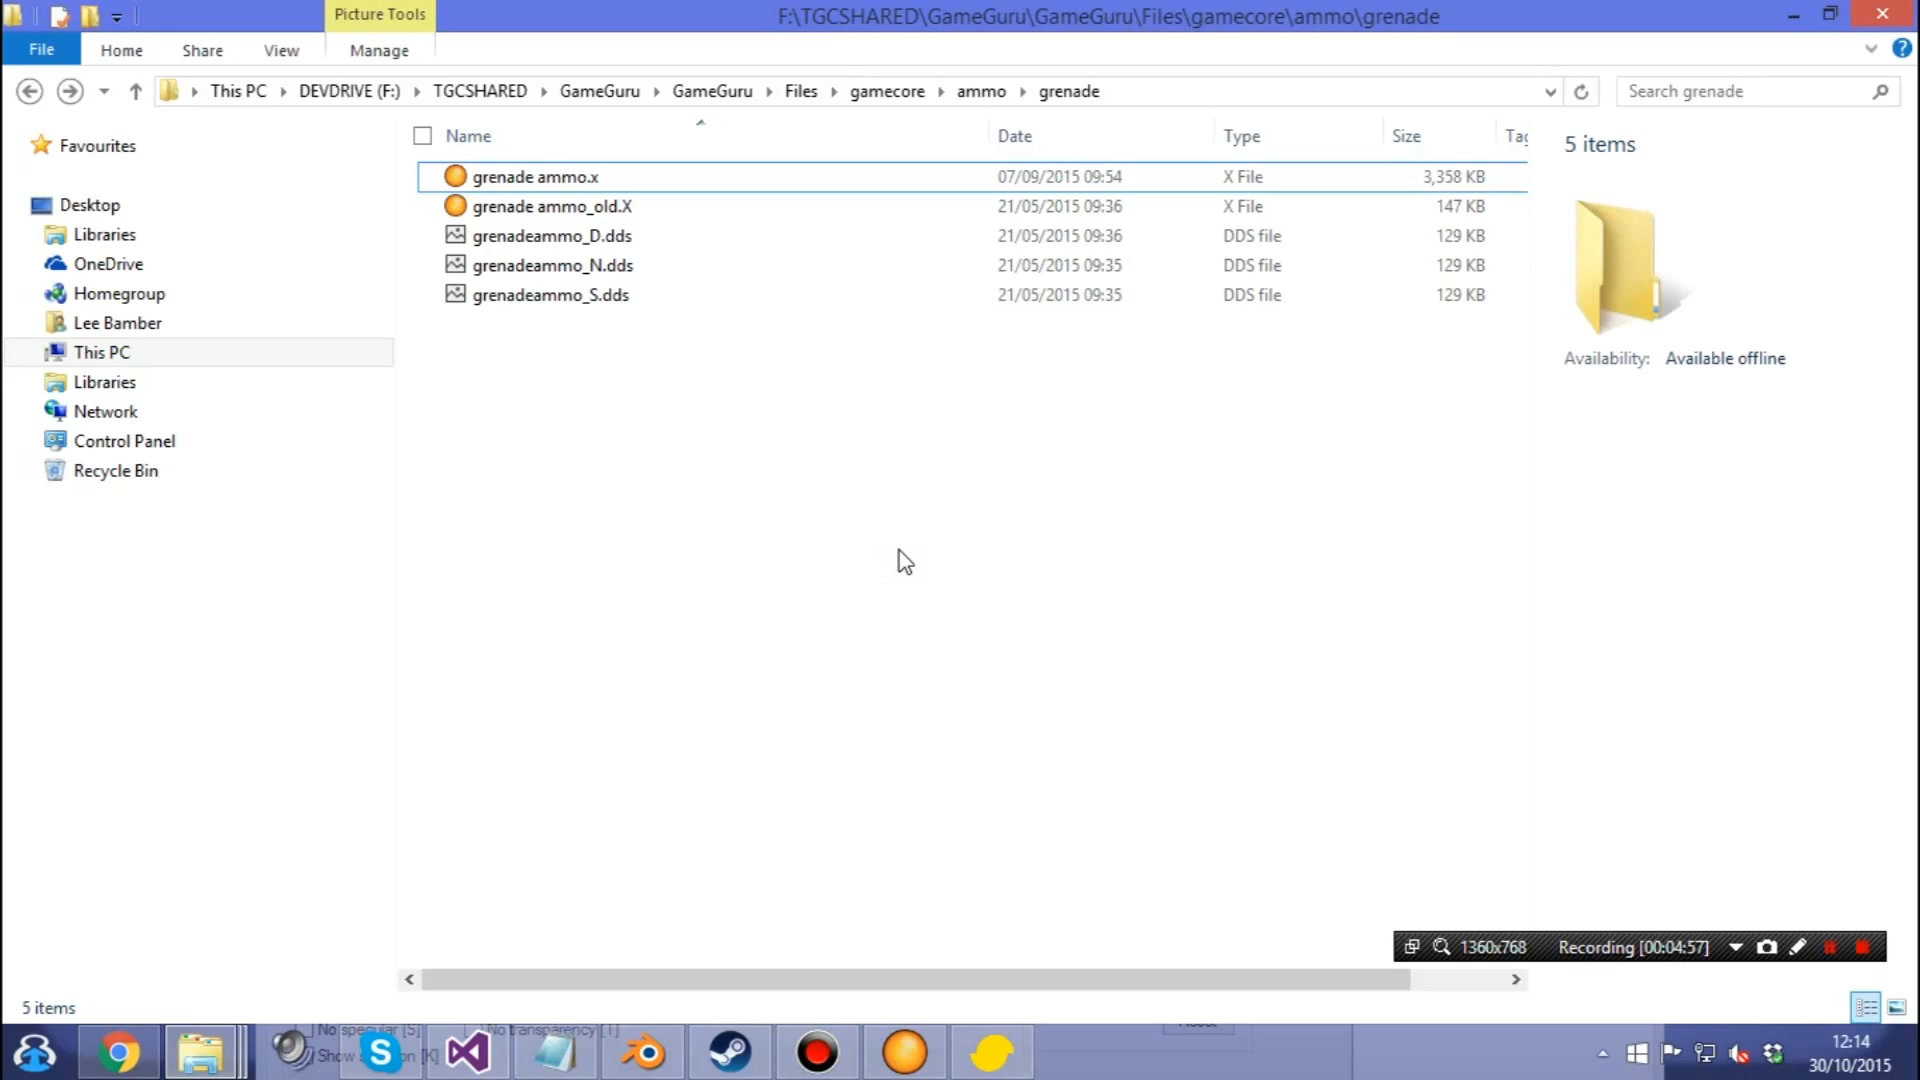 Picture Tools
F:\TGCSHARED\GameGuru\GameGuru\Files\gamecore\ammo\grenade
File Home Share View Manage
This PC DEVDRIVE (F:) TGCSHARED GameGuru GameGuru Files gamecore ammo grenade
Search grenade
Favourites
Desktop
Libraries
OneDrive
Homegroup
Lee Bamber
This PC
Libraries
Network
Control Panel
Recycle Bin
Name Date Type Size Tag
grenade ammo.x 07/09/2015 09:54 X File 3,358 KB
grenade ammo_old.X 21/05/2015 09:36 X File 147 KB
grenadeammo_D.dds 21/05/2015 09:36 DDS file 129 KB
grenadeammo_N.dds 21/05/2015 09:35 DDS file 129 KB
grenadeammo_S.dds 21/05/2015 09:35 DDS file 129 KB
5 items
Availability: Available offline
1360x768 Recording [00:04:57]
5 items
No specular [S] No transparency [T]
Show [K]
12:14
30/10/2015